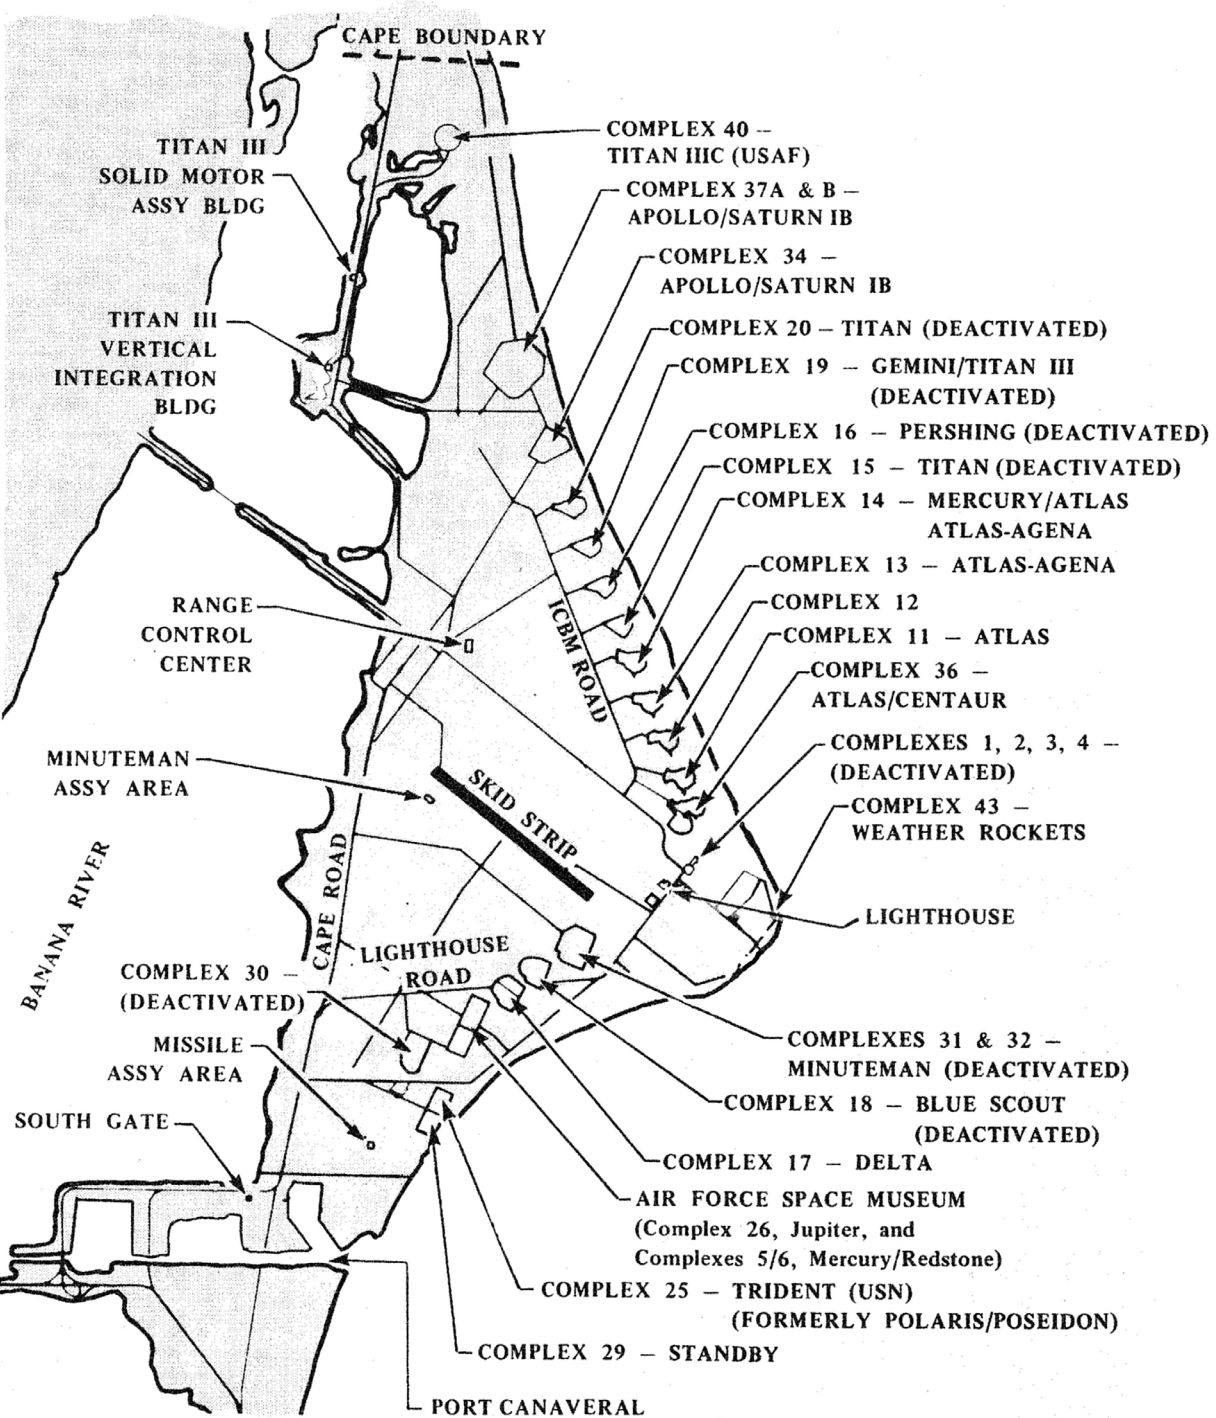 CAPE BOUNDARY
TITAN III
SOLID MOTOR
ASSY BLDG
COMPLEX 40 –
TITAN IIIC (USAF)
COMPLEX 37A & B –
APOLLO/SATURN IB
COMPLEX 34 –
APOLLO/SATURN IB
TITAN III
VERTICAL
INTEGRATION
BLDG
COMPLEX 20 – TITAN (DEACTIVATED)
COMPLEX 19 – GEMINI/TITAN III
(DEACTIVATED)
COMPLEX 16 – PERSHING (DEACTIVATED)
COMPLEX 15 – TITAN (DEACTIVATED)
COMPLEX 14 – MERCURY/ATLAS
ATLAS-AGENA
COMPLEX 13 – ATLAS-AGENA
COMPLEX 12
COMPLEX 11 – ATLAS
COMPLEX 36 –
ATLAS/CENTAUR
RANGE
CONTROL
CENTER
ICBM ROAD
MINUTEMAN
ASSY AREA
SKID STRIP
COMPLEXES 1, 2, 3, 4 –
(DEACTIVATED)
COMPLEX 43 –
WEATHER ROCKETS
LIGHTHOUSE
BANANA RIVER
CAPE ROAD
LIGHTHOUSE
ROAD
COMPLEX 30 –
(DEACTIVATED)
MISSILE
ASSY AREA
SOUTH GATE
COMPLEXES 31 & 32 –
MINUTEMAN (DEACTIVATED)
COMPLEX 18 – BLUE SCOUT
(DEACTIVATED)
COMPLEX 17 – DELTA
AIR FORCE SPACE MUSEUM
(Complex 26, Jupiter, and
Complexes 5/6, Mercury/Redstone)
COMPLEX 25 – TRIDENT (USN)
(FORMERLY POLARIS/POSEIDON)
COMPLEX 29 – STANDBY
PORT CANAVERAL